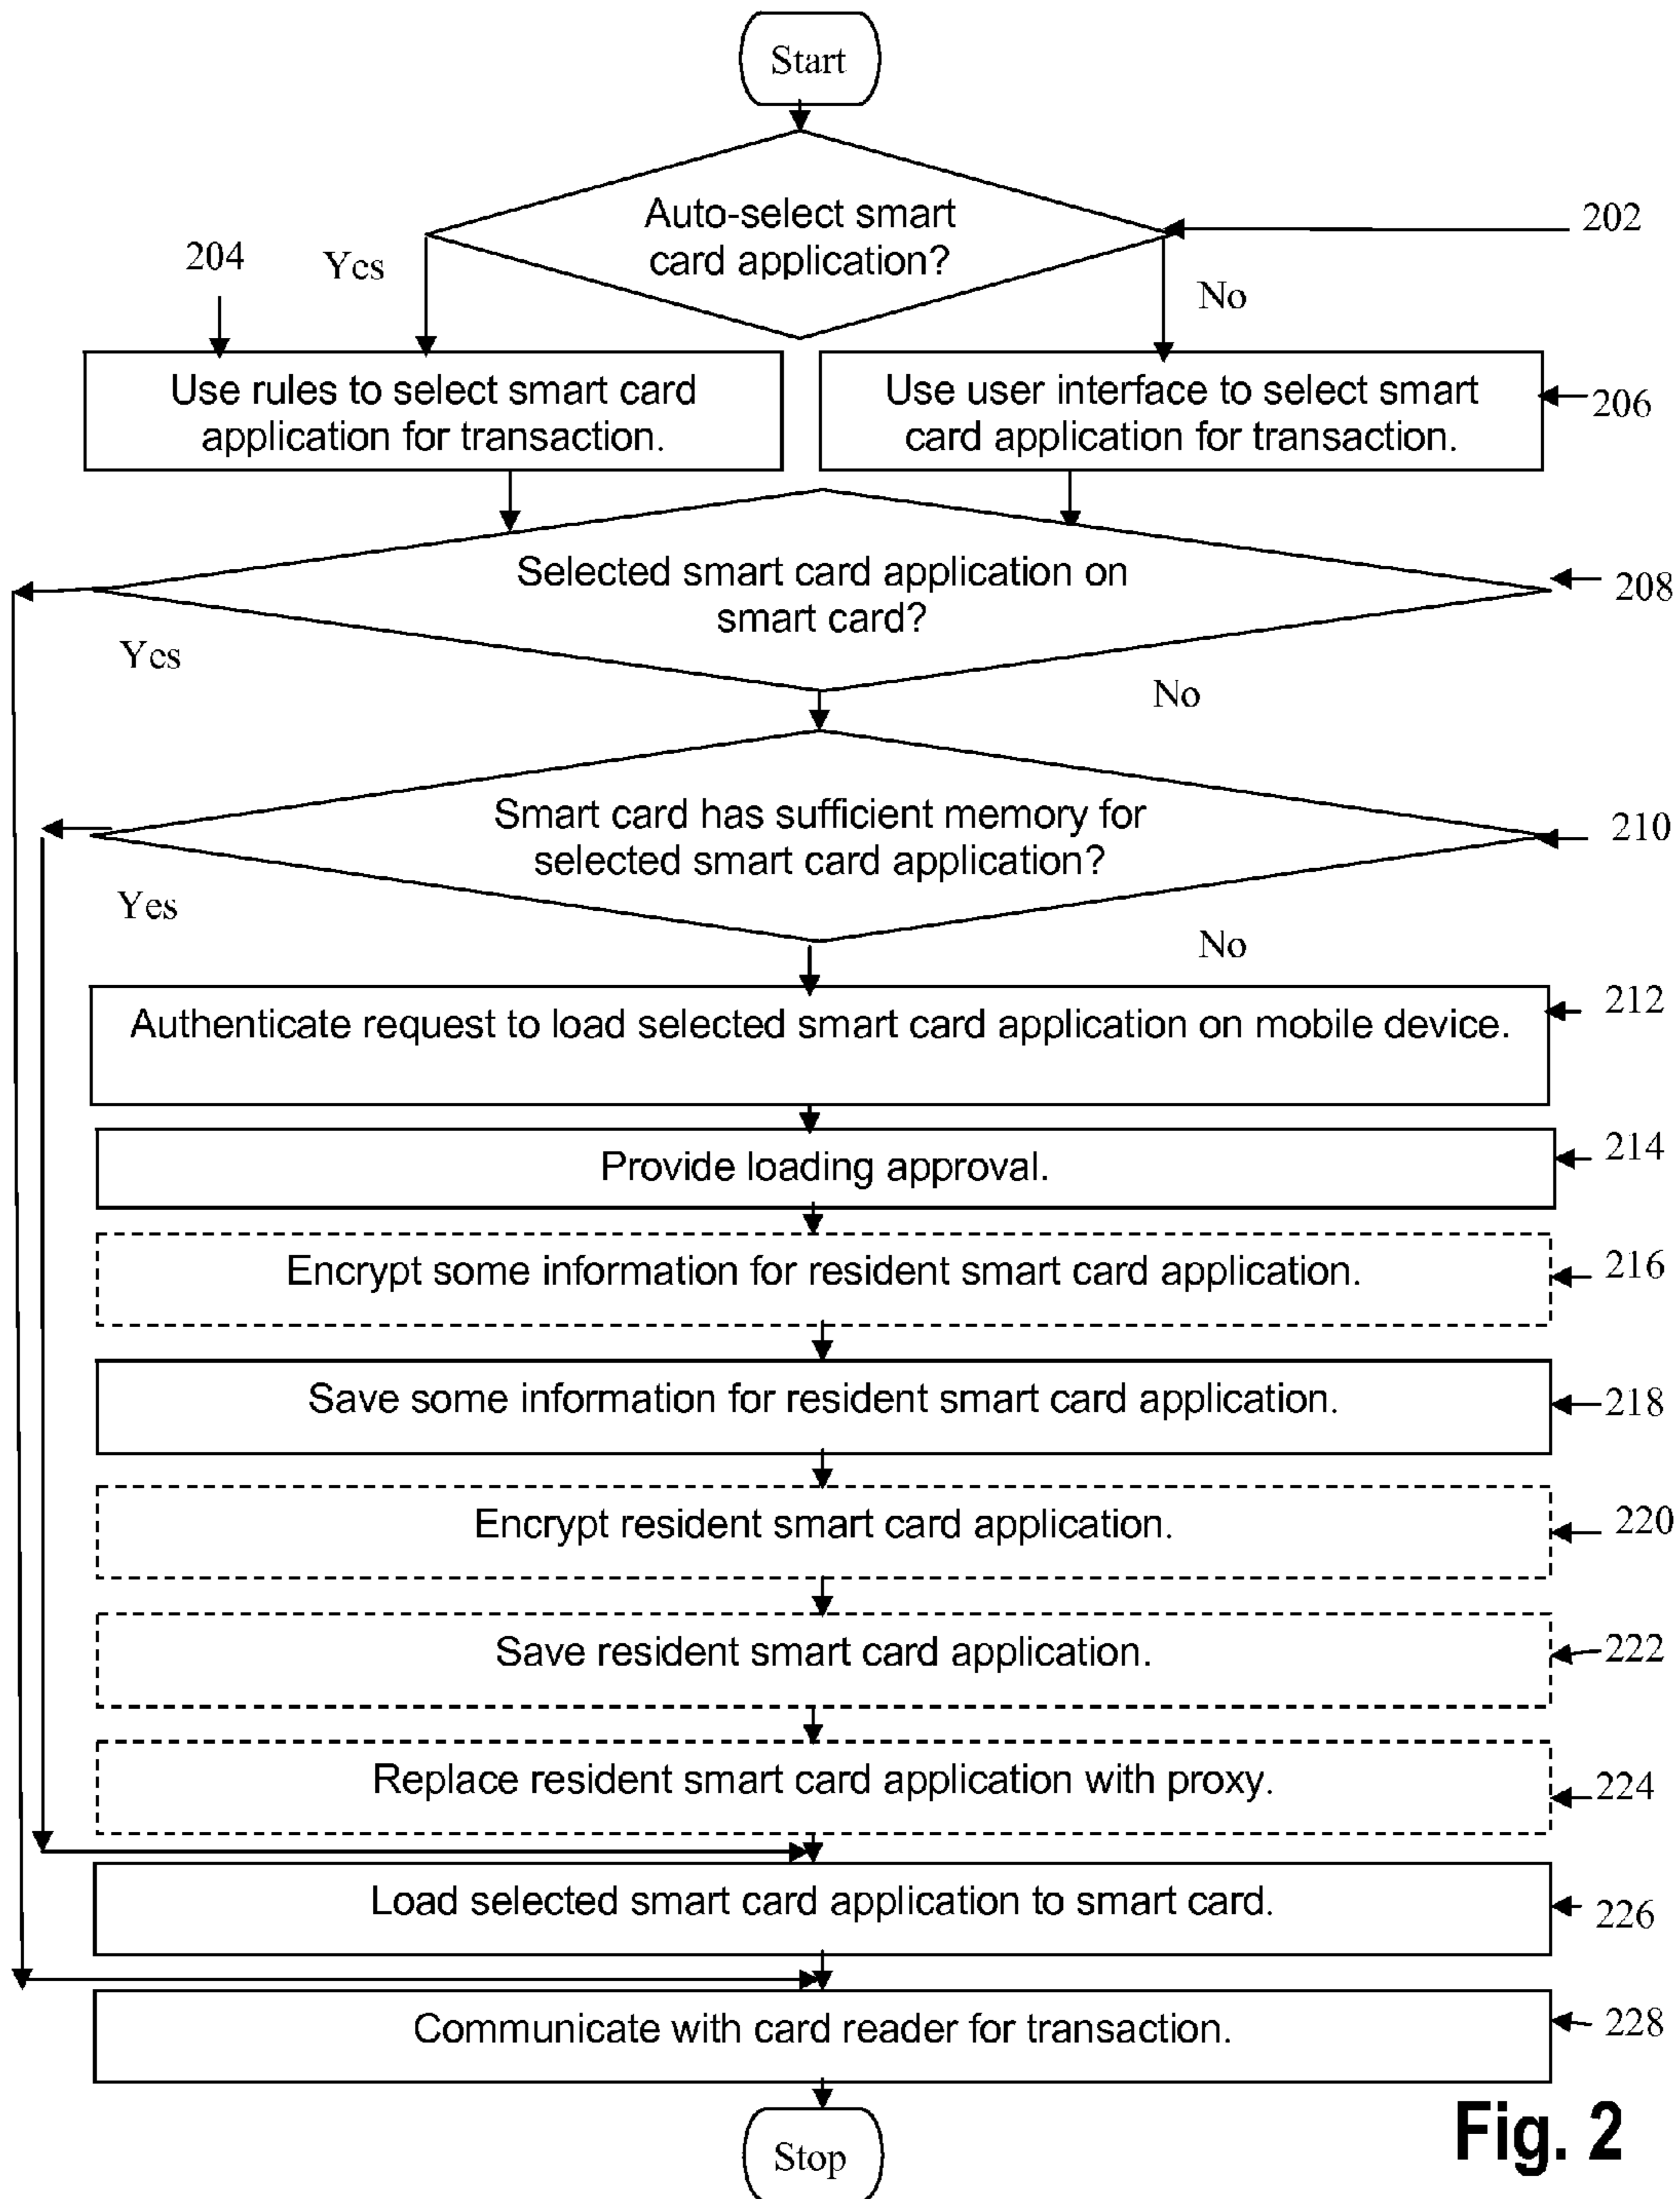 Start
Auto-select smart
card application?
202
204
Yes
No
Use rules to select smart card
application for transaction.
Use user interface to select smart
card application for transaction.
206
Selected smart card application on
smart card?
208
Yes
No
Smart card has sufficient memory for
selected smart card application?
210
Yes
No
Authenticate request to load selected smart card application on mobile device.
212
Provide loading approval.
214
Encrypt some information for resident smart card application.
216
Save some information for resident smart card application.
218
Encrypt resident smart card application.
220
Save resident smart card application.
222
Replace resident smart card application with proxy.
224
Load selected smart card application to smart card.
226
Communicate with card reader for transaction.
228
Stop
Fig. 2